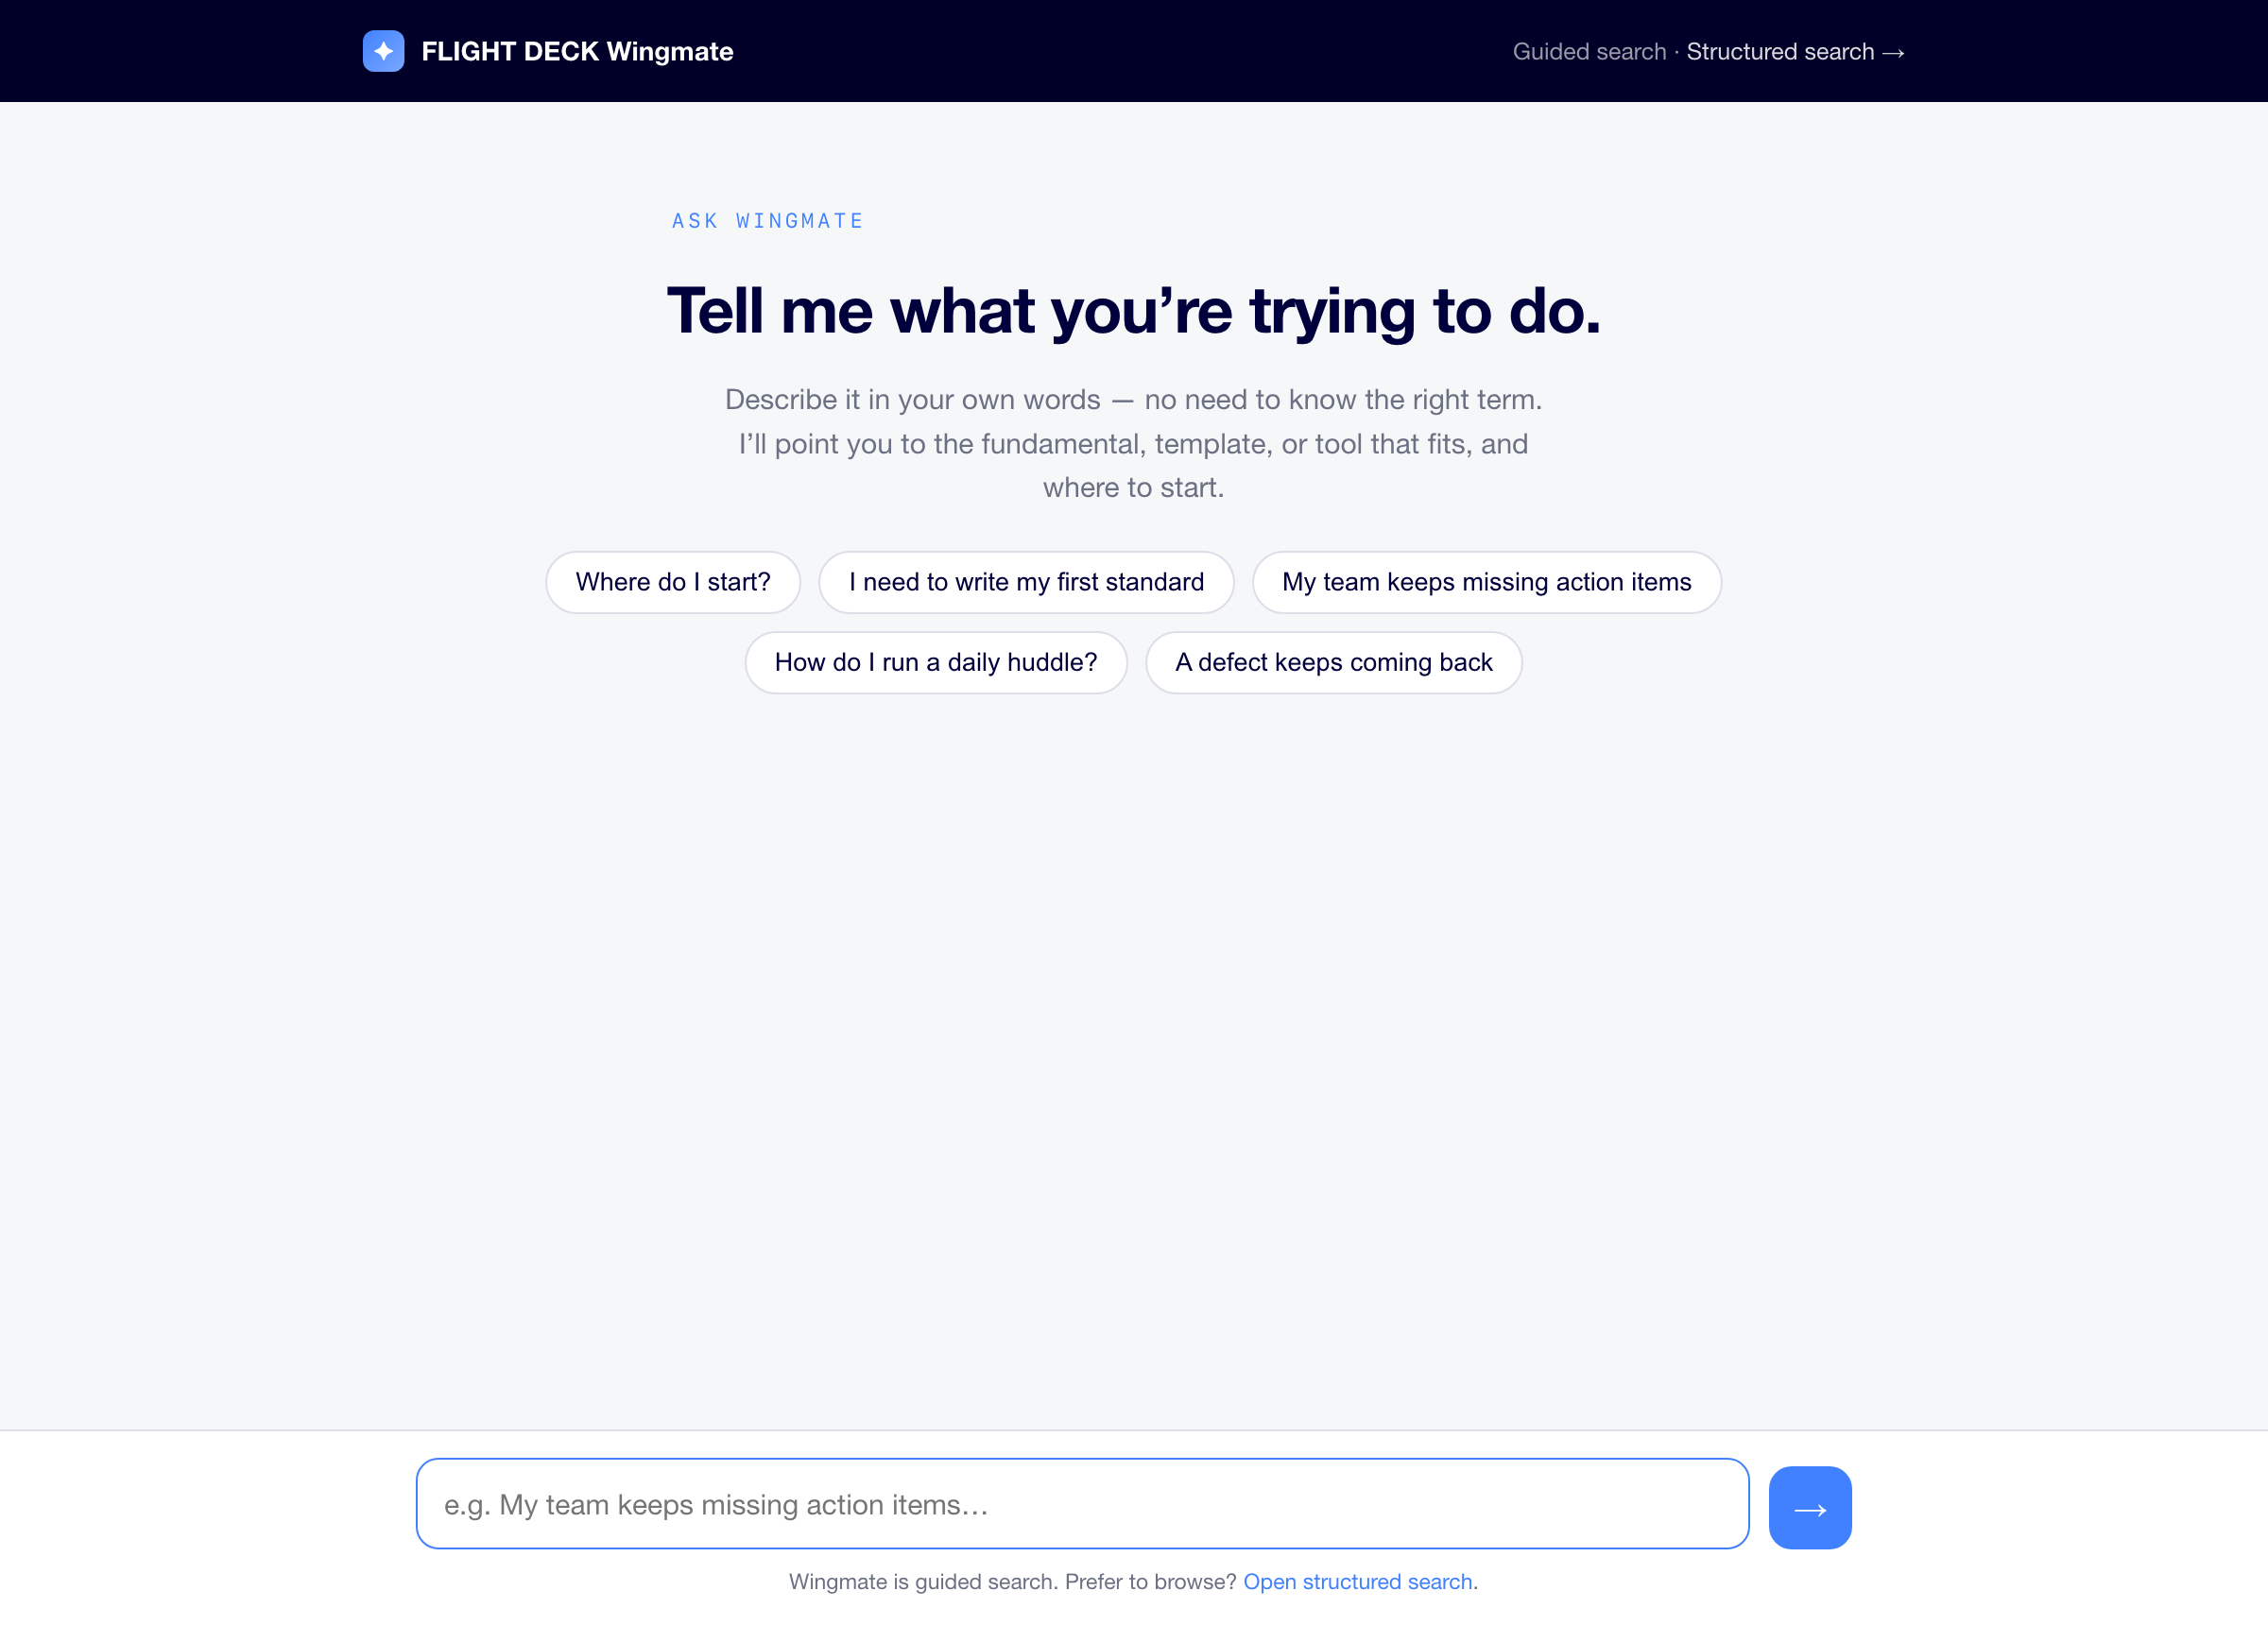 FLIGHT DECK Wingmate
Guided search · Structured search →
ASK WINGMATE
Tell me what you’re trying to do.
Describe it in your own words — no need to know the right term.
I’ll point you to the fundamental, template, or tool that fits, and
where to start.
Where do I start?
I need to write my first standard
My team keeps missing action items
How do I run a daily huddle?
A defect keeps coming back
e.g. My team keeps missing action items...
→
Wingmate is guided search. Prefer to browse? Open structured search.